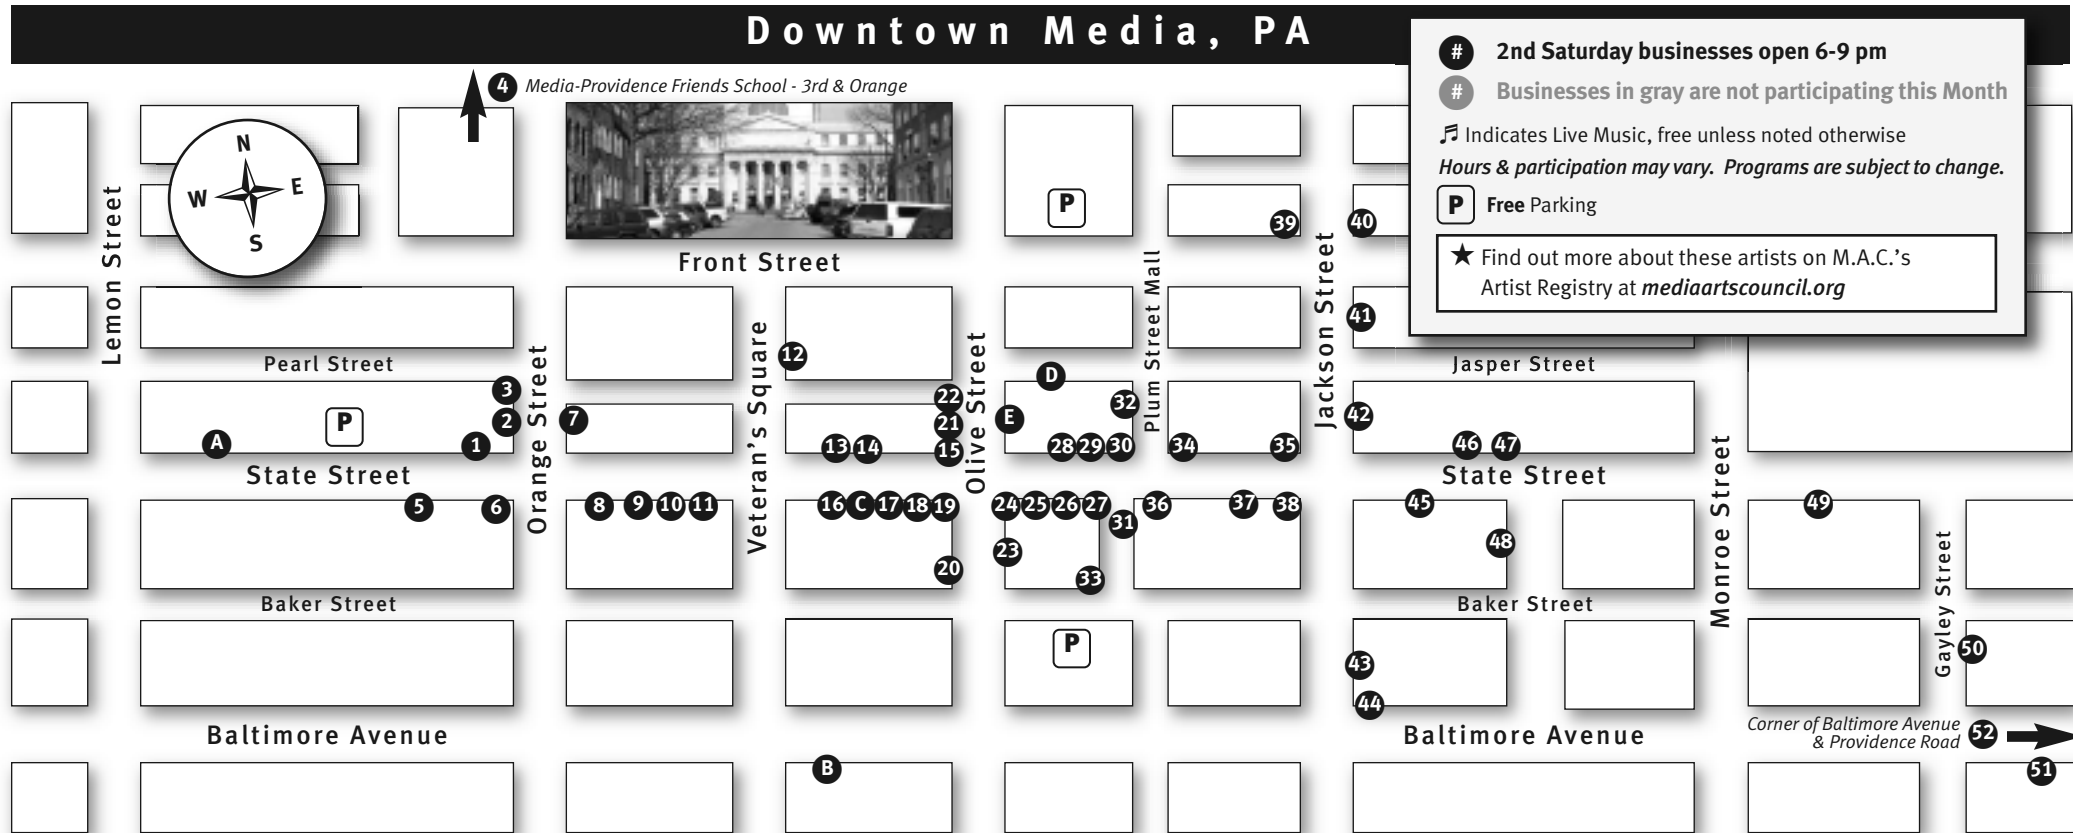 Downtown Media, PA
# 2nd Saturday businesses open 6-9 pm
# Businesses in gray are not participating this Month
♬ Indicates Live Music, free unless noted otherwise
Hours & participation may vary. Programs are subject to change.
P Free Parking
★ Find out more about these artists on M.A.C.'s
Artist Registry at mediaartscouncil.org
4 Media-Providence Friends School - 3rd & Orange
N
W E
S
P
39 40
Lemon Street
Front Street
Plum Street Mall
Jackson Street
41
Veteran's Square
12
Pearl Street
Orange Street
Olive Street
Jasper Street
D
3
22
32
A
P
2
1
7
13 14
21
15
E
28 29 30
34 35
42
46 47
State Street
State Street
Monroe Street
5 6
8 9 10 11
16 C 17 18 19
24 25 26 27
31
36 37 38
45
49
23
48
20
33
Baker Street
Baker Street
Gayley Street
P
43
50
44
Baltimore Avenue
Baltimore Avenue
Corner of Baltimore Avenue
& Providence Road 52
B
51